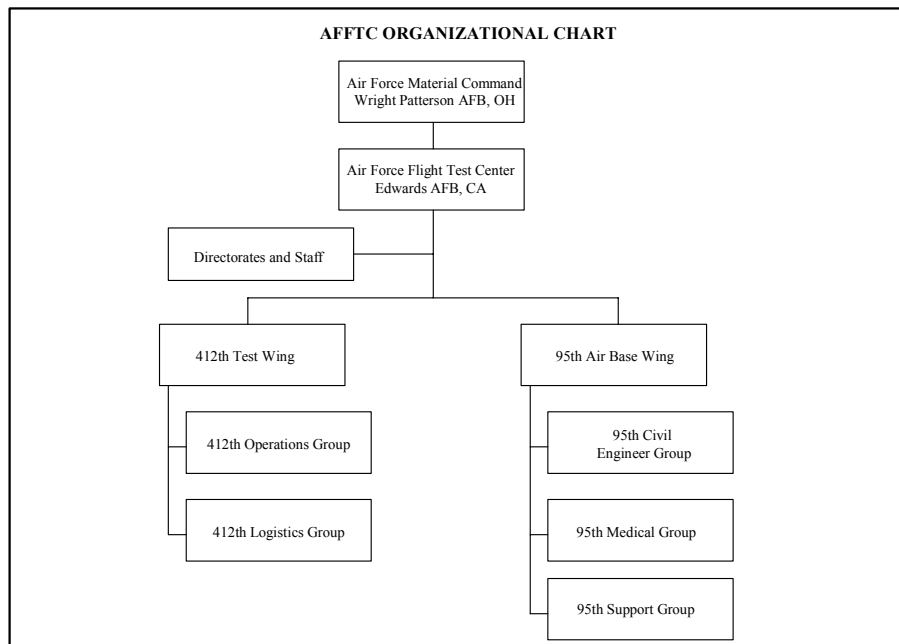 AFFTC ORGANIZATIONAL CHART
Air Force Material Command
Wright Patterson AFB, OH
Air Force Flight Test Center
Edwards AFB, CA
Directorates and Staff
412th Test Wing
95th Air Base Wing
412th Operations Group
95th Civil
Engineer Group
412th Logistics Group
95th Medical Group
95th Support Group